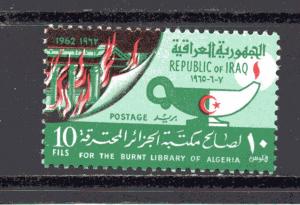 1962 ١٩٦٢
الجمهورية العراقية
REPUBLIC OF IRAQ
١٩٦٥-٦-٧
POSTAGE بريد
10 لصالح مكتبة الجزائر المحترقة ١٠
FILS FOR THE BURNT LIBRARY OF ALGERIA فلوس